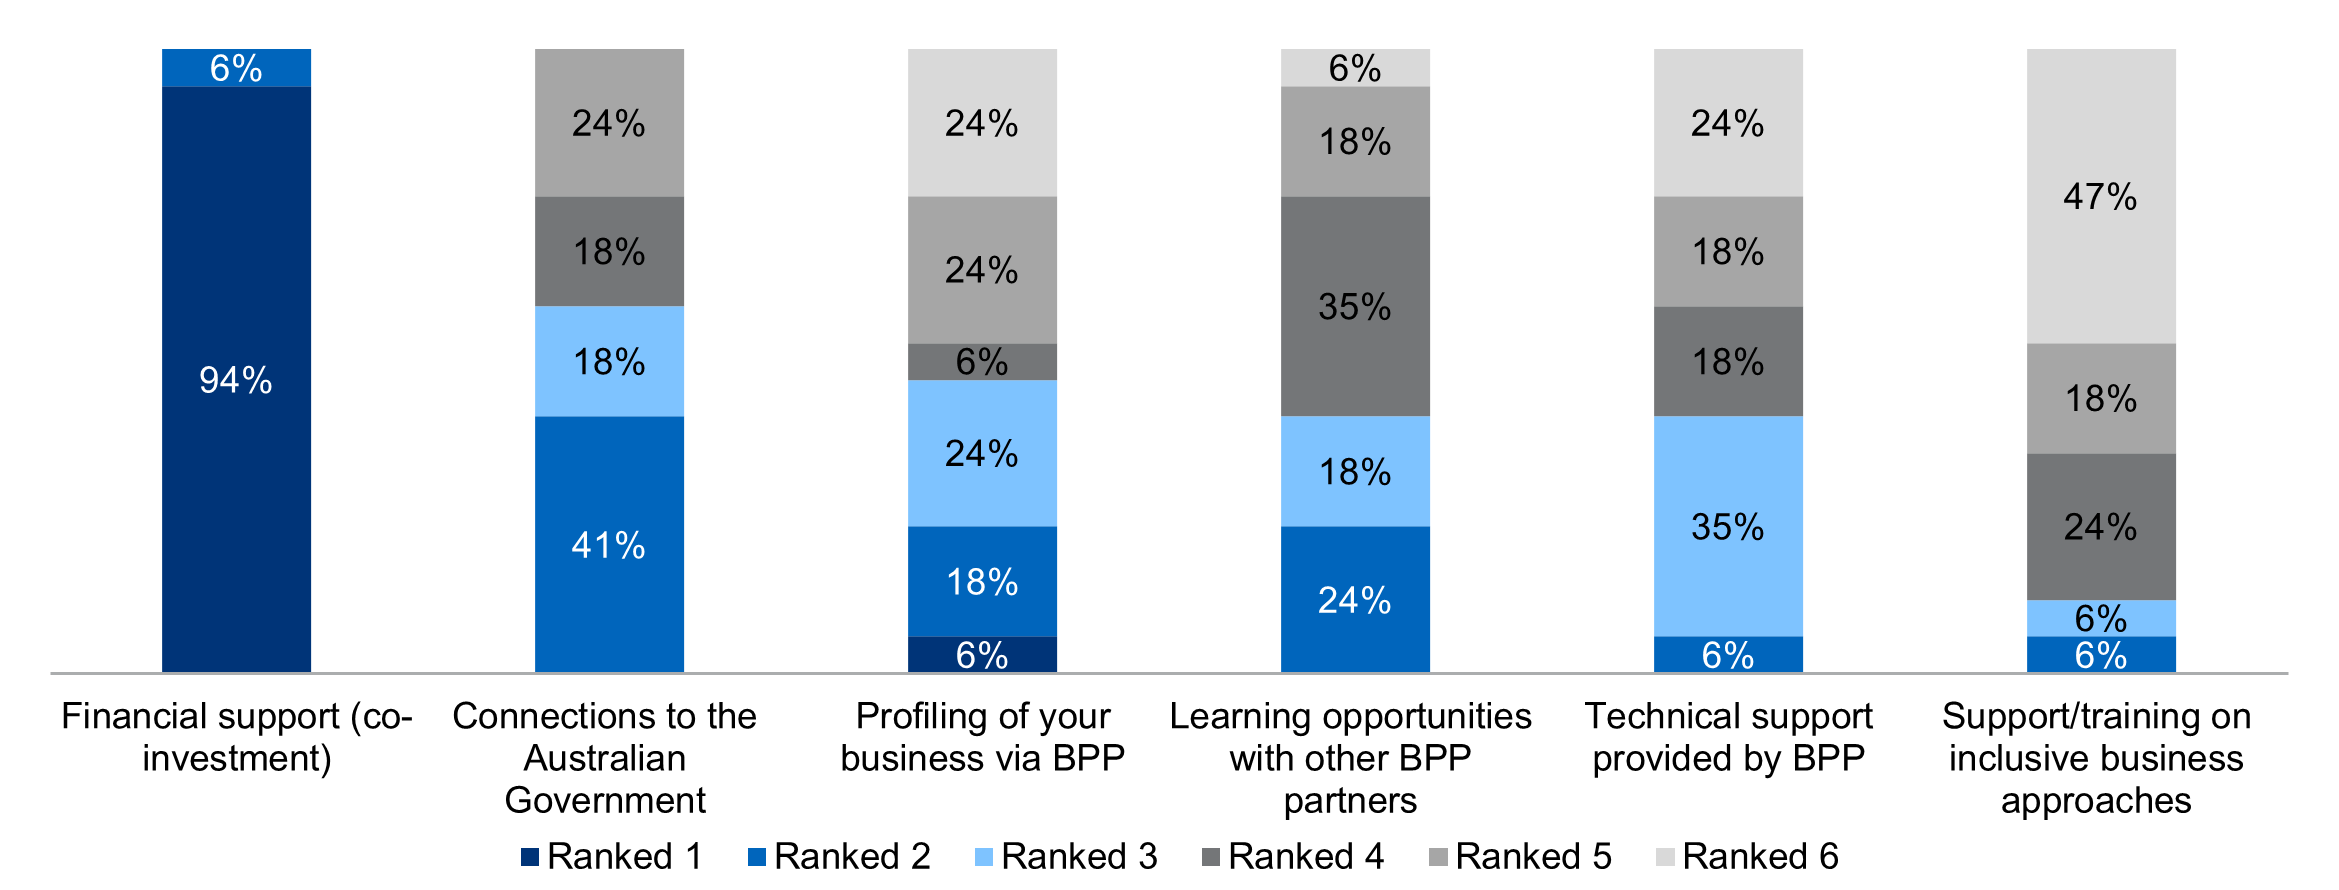 6%
94%
24%
18%
18%
41%
24%
24%
6%
24%
18%
6%
6%
18%
35%
18%
24%
24%
18%
18%
35%
6%
47%
18%
24%
6%
6%
Financial support (co-
investment)
Connections to the
Australian
Government
Profiling of your
business via BPP
Learning opportunities
with other BPP
partners
Technical support
provided by BPP
Support/training on
inclusive business
approaches
Ranked 1
Ranked 2
Ranked 3
Ranked 4
Ranked 5
Ranked 6